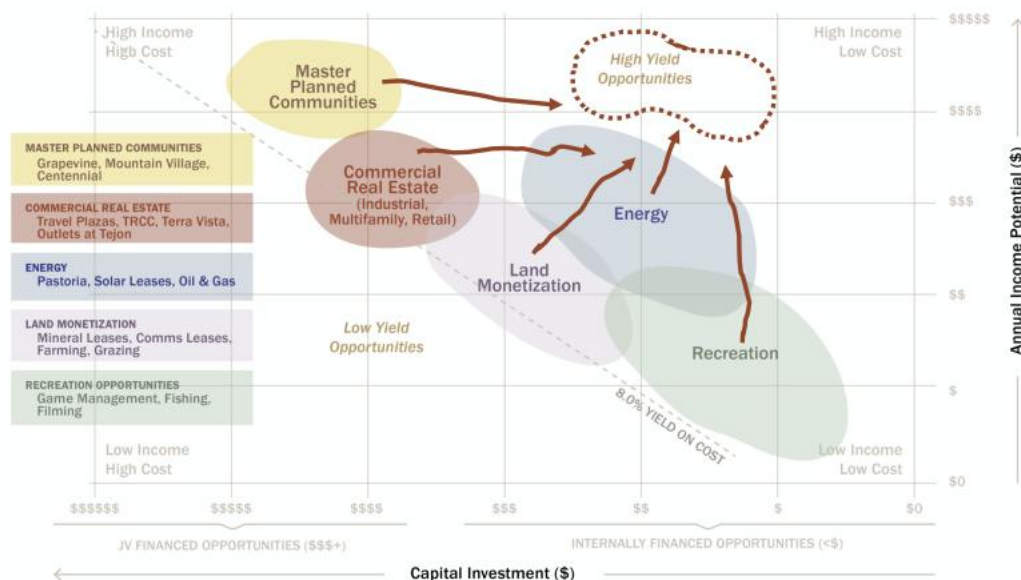 High Income
High Cost
High Income
Low Cost
$$$$$
Master
Planned
Communities
High Yield
Opportunities
$$$$
MASTER PLANNED COMMUNITIES
Grapevine, Mountain Village,
Centennial
Commercial
Real Estate
(Industrial,
Multifamily, Retail)
COMMERCIAL REAL ESTATE
Travel Plazas, TRCC, Terra Vista,
Outlets at Tejon
$$$
Energy
ENERGY
Pastoria, Solar Leases, Oil & Gas
Land
Monetization
$$
LAND MONETIZATION
Mineral Leases, Comms Leases,
Farming, Grazing
Low Yield
Opportunities
Recreation
RECREATION OPPORTUNITIES
Game Management, Fishing,
Filming
$
8.0% YIELD ON COST
Low Income
High Cost
Low Income
Low Cost
$0
Annual Income Potential ($)
$$$$$$
$$$$$
$$$$
$$$
$$
$
$0
JV FINANCED OPPORTUNITIES ($$$+)
INTERNALLY FINANCED OPPORTUNITIES (<$)
Capital Investment ($)